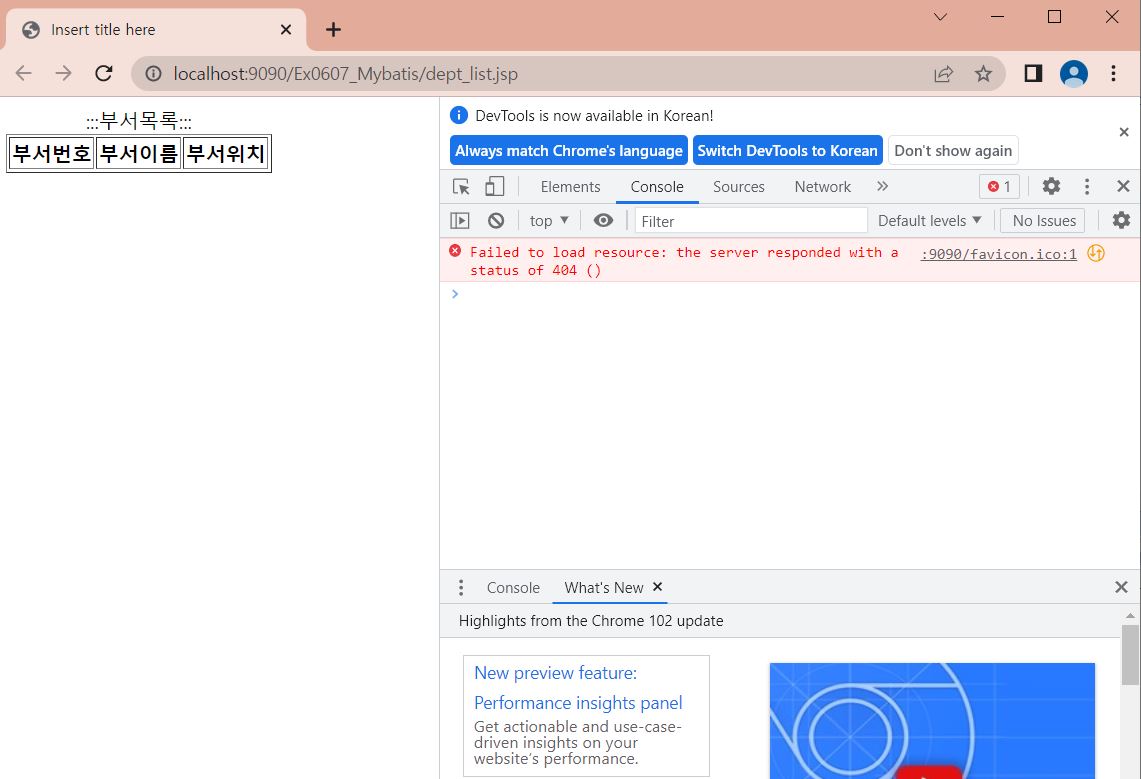 Insert title here
localhost:9090/Ex0607_Mybatis/dept_list.jsp
:::부서목록:::
부서번호 부서이름 부서위치
DevTools is now available in Korean!
Always match Chrome's language Switch DevTools to Korean Don't show again
Elements Console Sources Network » 1
top Filter Default levels No Issues
Failed to load resource: the server responded with a :9090/favicon.ico:1
status of 404 ()
Console What's New
Highlights from the Chrome 102 update
New preview feature:
Performance insights panel
Get actionable and use-case-
driven insights on your
website's performance.